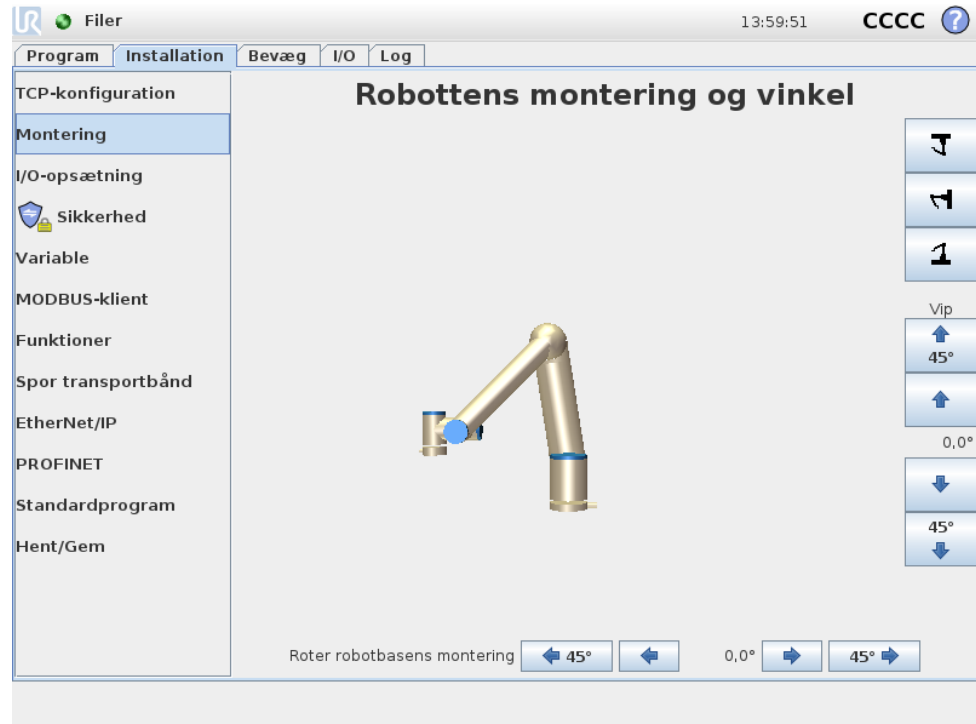 UR Filer 13:59:51 CCCC ?
Program Installation Bevæg I/O Log
TCP-konfiguration
Montering
I/O-opsætning
Sikkerhed
Variable
MODBUS-klient
Funktioner
Spor transportbånd
EtherNet/IP
PROFINET
Standardprogram
Hent/Gem
Robottens montering og vinkel
Vip
45°
0,0°
45°
Roter robotbasens montering 45° 0,0° 45°